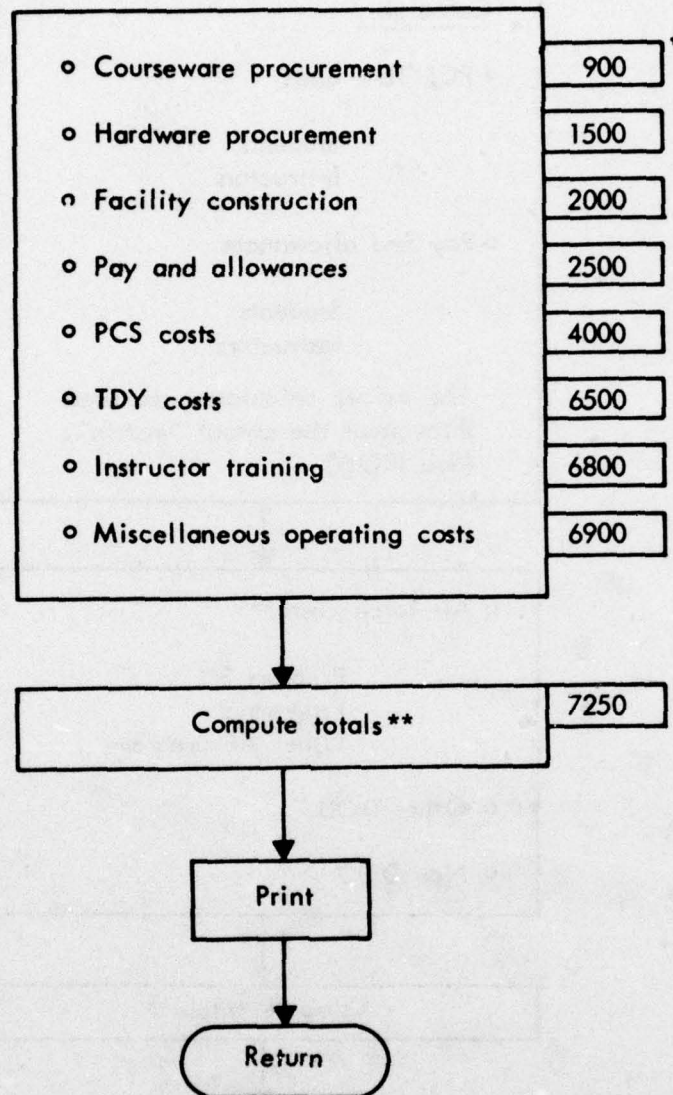 o Courseware procurement 900
o Hardware procurement 1500
o Facility construction 2000
o Pay and allowances 2500
o PCS costs 4000
o TDY costs 6500
o Instructor training 6800
o Miscellaneous operating costs 6900
Compute totals** 7250
Print
Return